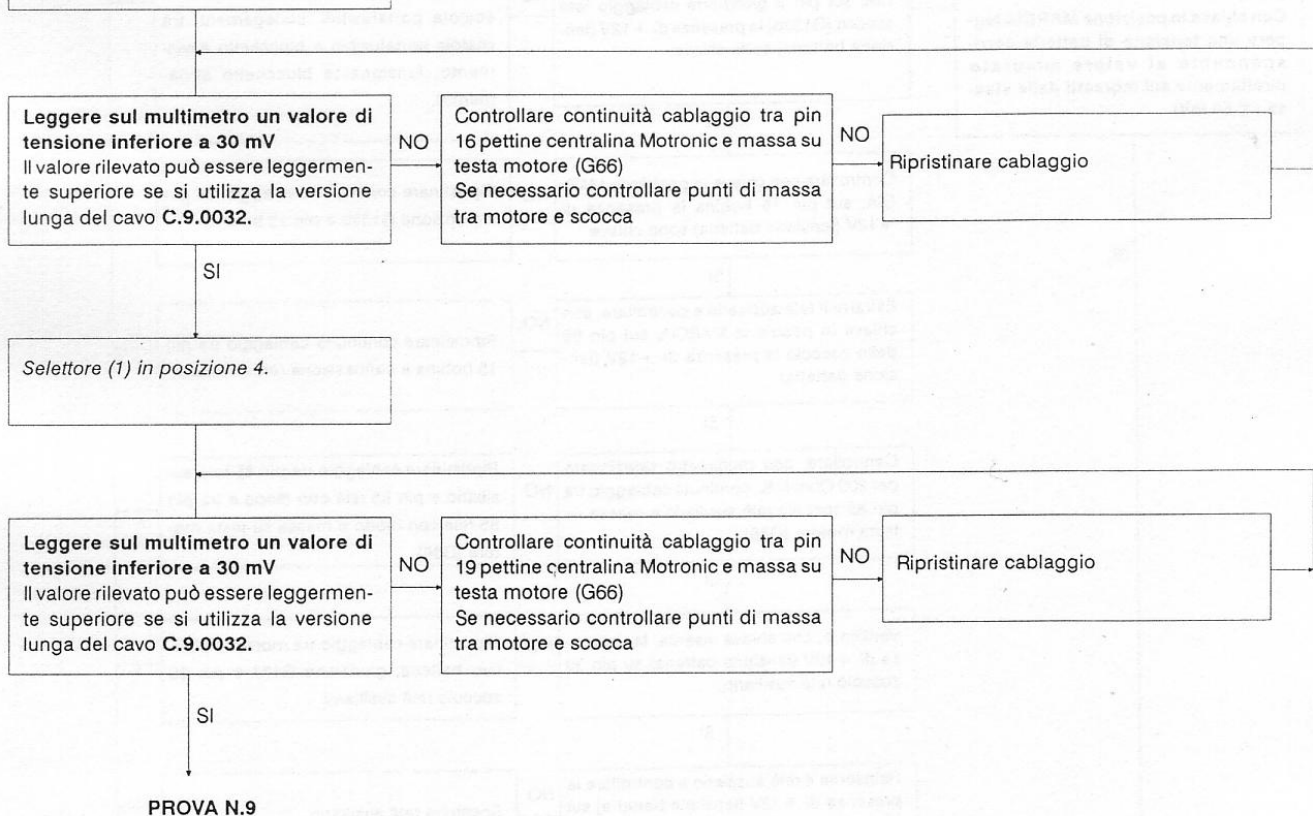 Leggere sul multimetro un valore di
tensione inferiore a 30 mV
Il valore rilevato può essere leggermen-
te superiore se si utilizza la versione
lunga del cavo C.9.0032.
NO
Controllare continuità cablaggio tra pin
16 pettine centralina Motronic e massa su
testa motore (G66)
Se necessario controllare punti di massa
tra motore e scocca
NO
Ripristinare cablaggio
SI
Selettore (1) in posizione 4.
Leggere sul multimetro un valore di
tensione inferiore a 30 mV
Il valore rilevato può essere leggermen-
te superiore se si utilizza la versione
lunga del cavo C.9.0032.
NO
Controllare continuità cablaggio tra pin
19 pettine centralina Motronic e massa su
testa motore (G66)
Se necessario controllare punti di massa
tra motore e scocca
NO
Ripristinare cablaggio
SI
PROVA N.9